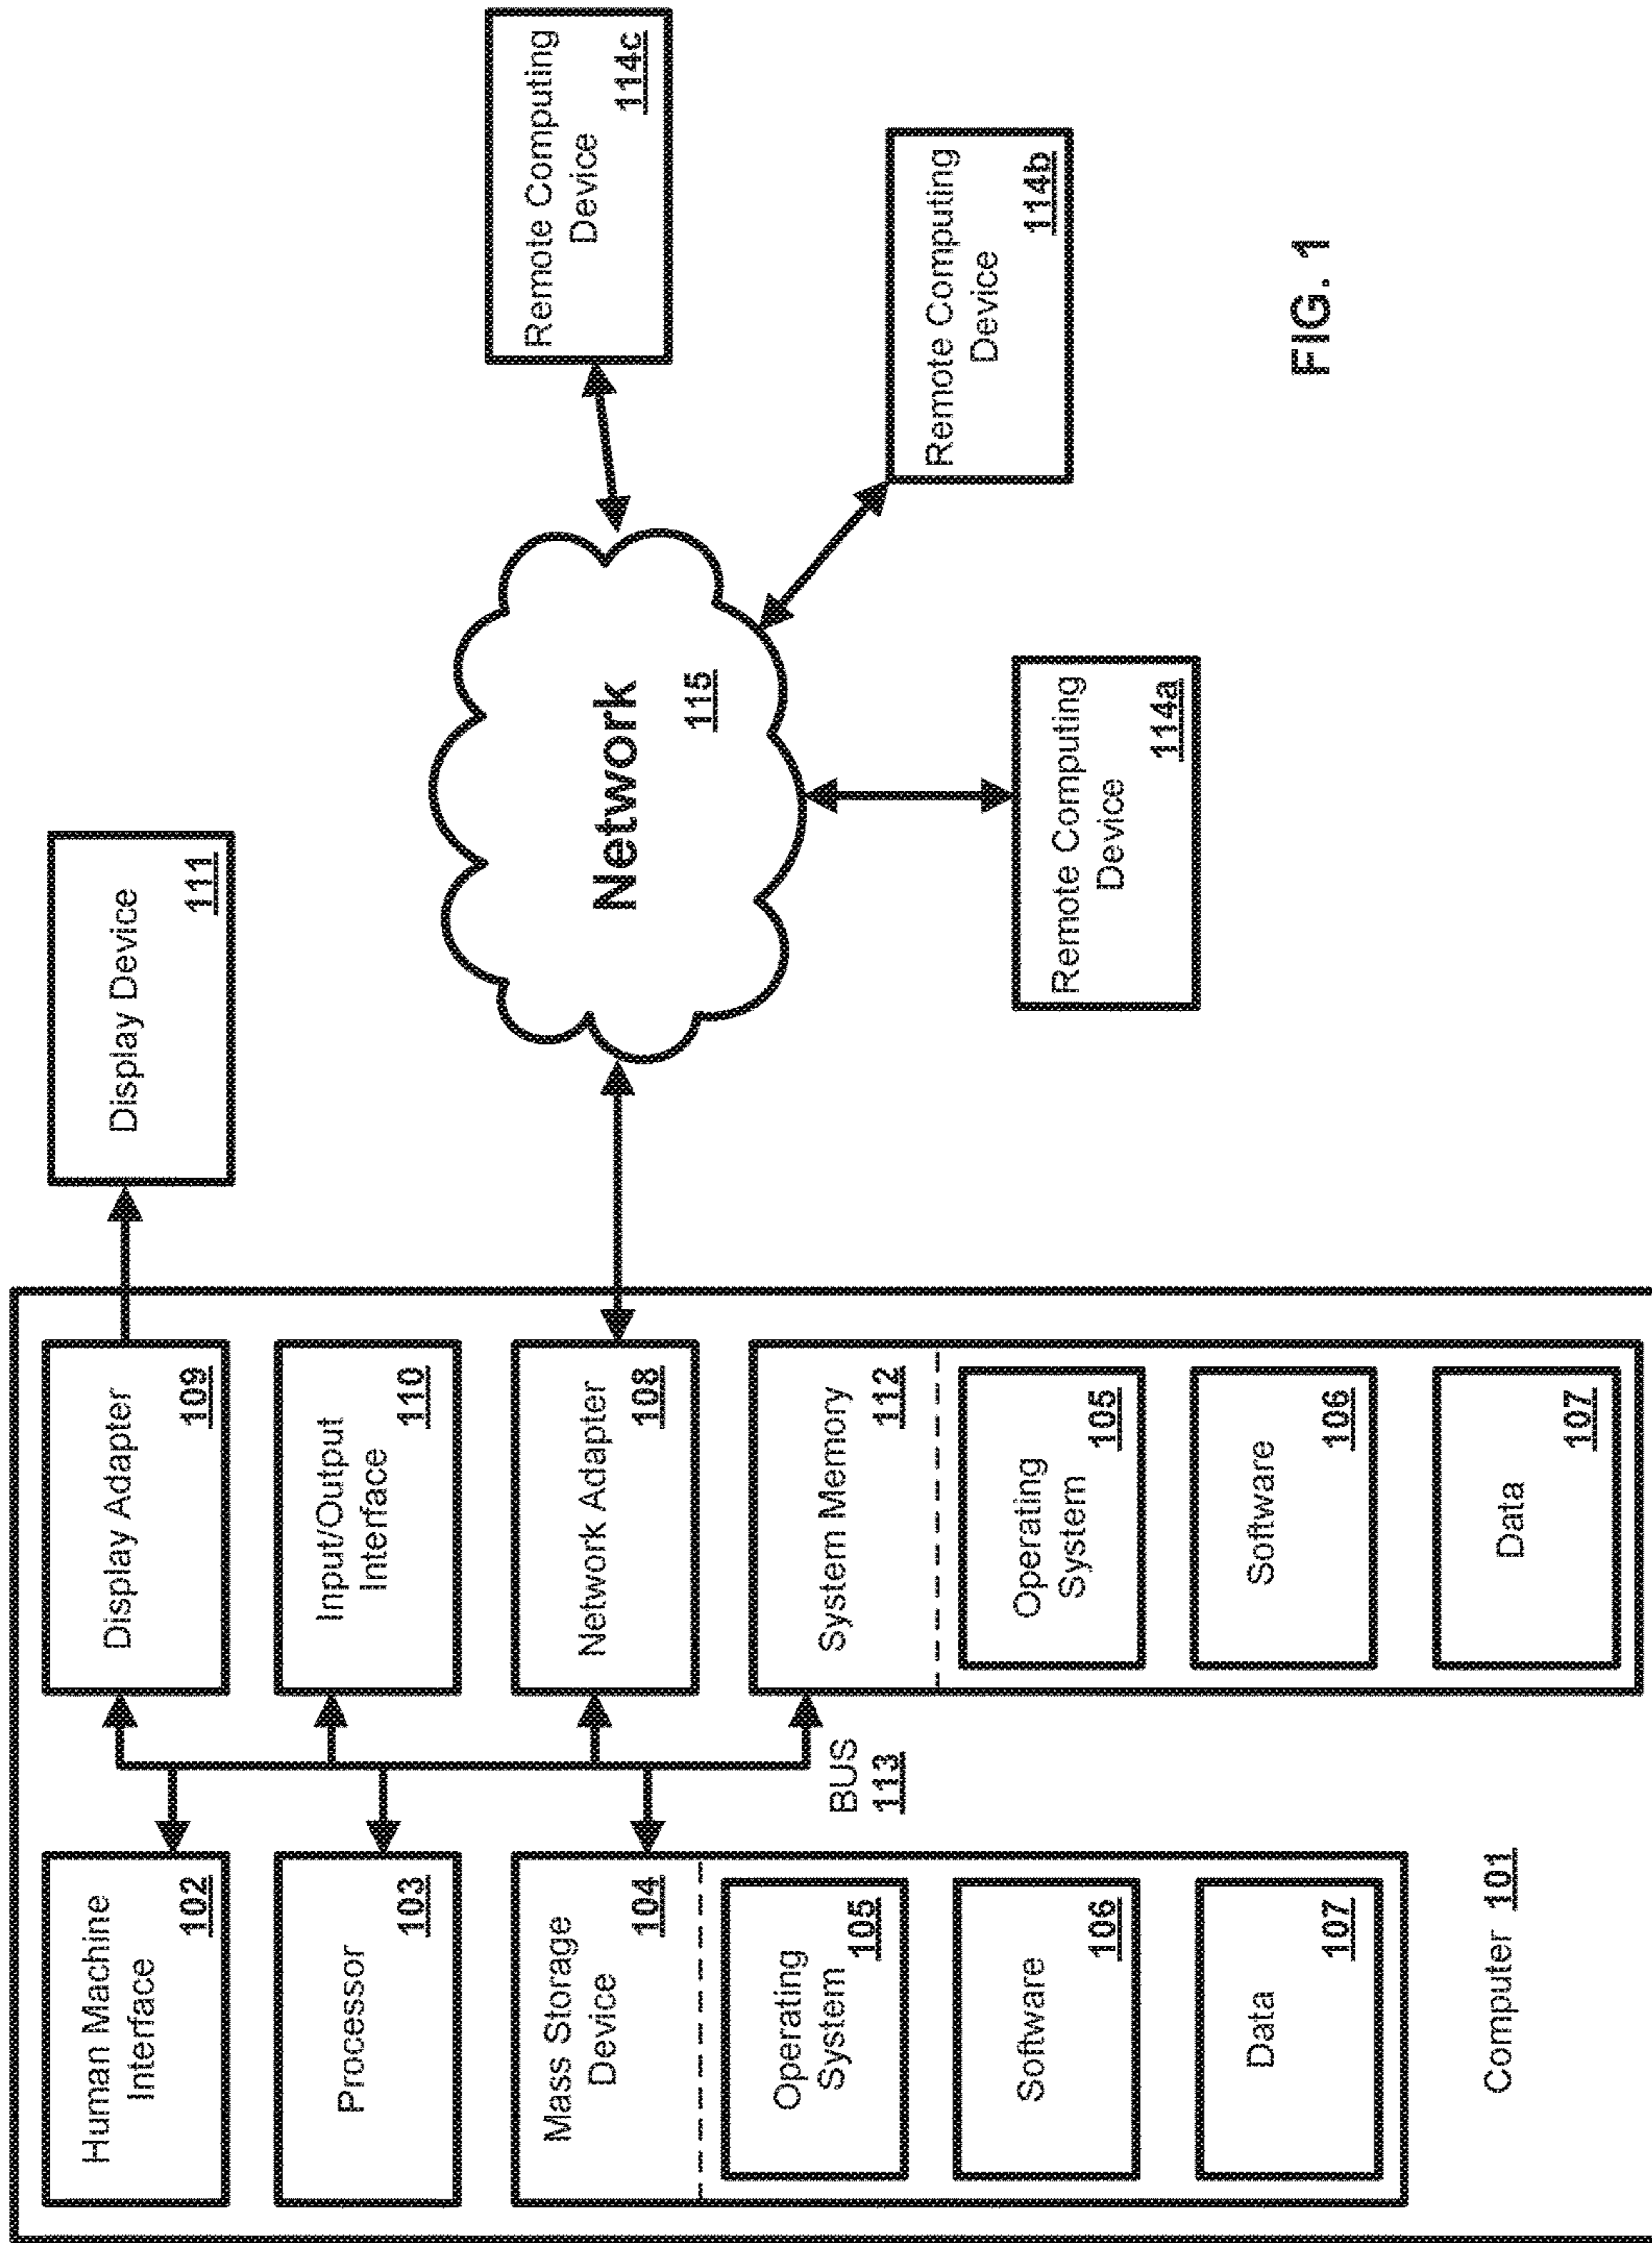 Human Machine
Interface
102
Processor
103
Mass Storage
Device
104
Operating
System
105
Software
106
Data
107
Computer 101
BUS
113
Display Adapter
109
Input/Output
Interface
110
Network Adapter
108
System Memory
112
Operating
System
105
Software
106
Data
107
Display Device
111
Network
115
Remote Computing
Device
114a
Remote Computing
Device
114b
Remote Computing
Device
114c
FIG. 1